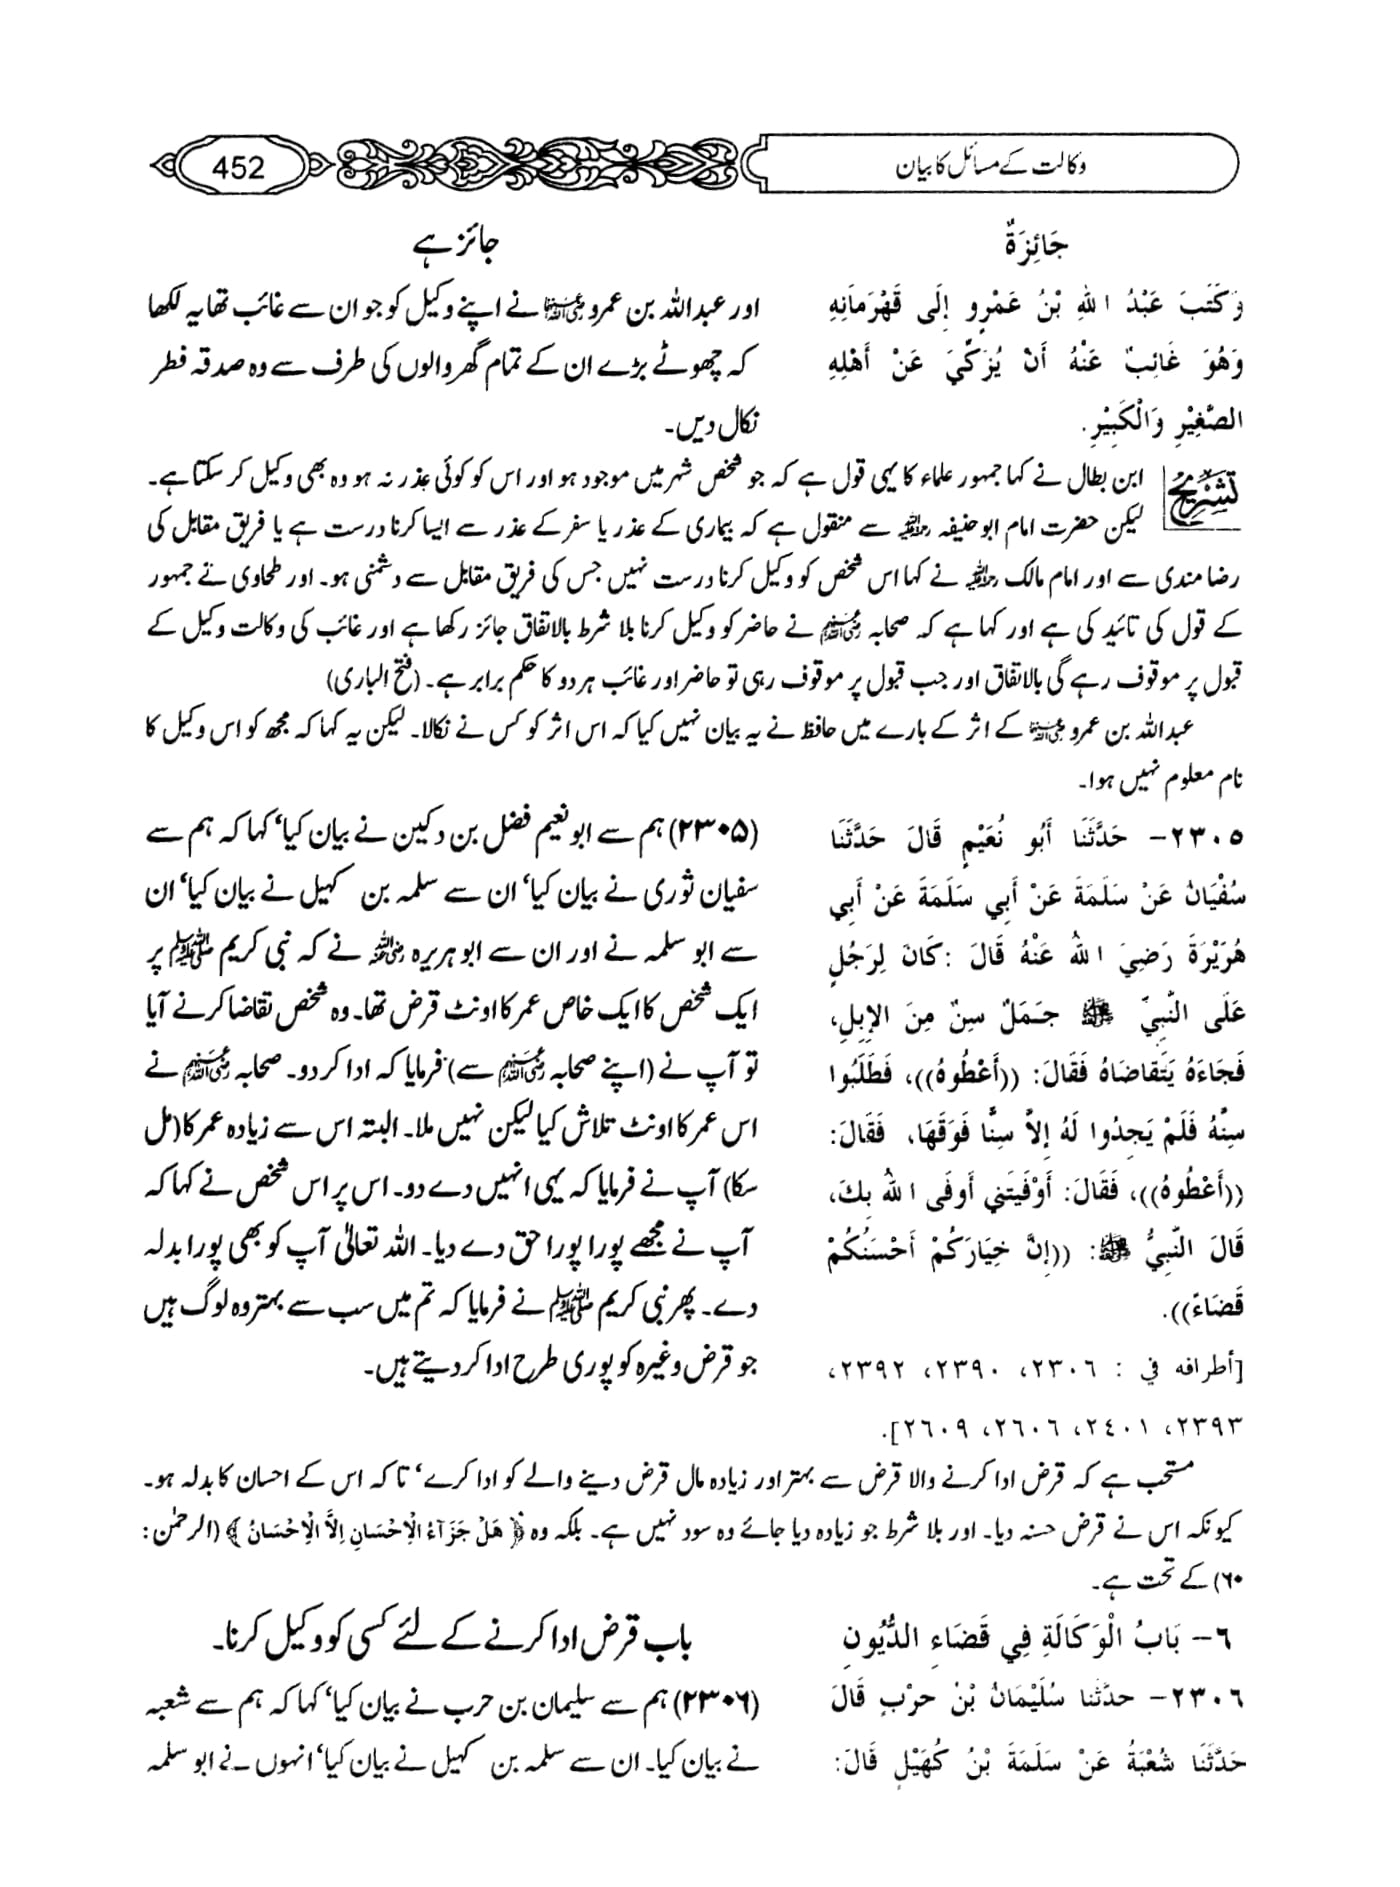 وکالت کے مسائل کا بیان
452
جَائِزَةٌ
وَكَتَبَ عَبْدُ اللهِ بْنُ عَمْرٍو إِلَى قَهْرَمَانِهِ
وَهُوَ غَائِبٌ عَنْهُ أَنْ يُزَكِّيَ عَنْ أَهْلِهِ
الصَّغِيْرِ وَالْكَبِيْرِ.
جائز ہے
اور عبداللہ بن عمرو رضی اللہ عنہما نے اپنے وکیل کو جو ان سے غائب تھا یہ لکھا
کہ چھوٹے بڑے ان کے تمام گھر والوں کی طرف سے وہ صدقہ فطر
نکال دیں۔
تشریح ابن بطال نے کہا جمہور علماء کا یہی قول ہے کہ جو شخص شہر میں موجود ہو اور اس کو کوئی عذر نہ ہو وہ بھی وکیل کر سکتا ہے۔
لیکن حضرت امام ابو حنیفہ رحمہ اللہ سے منقول ہے کہ بیماری کے عذر یا سفر کے عذر سے ایسا کرنا درست ہے یا فریق مقابل کی
رضا مندی سے اور امام مالک رحمہ اللہ نے کہا اس شخص کو وکیل کرنا درست نہیں جس کی فریق مقابل سے دشمنی ہو۔ اور طحاوی نے جمہور
کے قول کی تائید کی ہے اور کہا ہے کہ صحابہ رضی اللہ عنہم نے حاضر کو وکیل کرنا بلا شرط بالاتفاق جائز رکھا ہے اور غائب کی وکالت وکیل کے
قبول پر موقوف رہے گی بالاتفاق اور جب قبول پر موقوف رہی تو حاضر اور غائب ہر دو کا حکم برابر ہے۔ (فتح الباری)
عبداللہ بن عمرو رضی اللہ عنہما کے اثر کے بارے میں حافظ نے یہ بیان نہیں کیا کہ اس اثر کو کس نے نکالا۔ لیکن یہ کہا کہ مجھ کو اس وکیل کا
نام معلوم نہیں ہوا۔
٢٣٠٥- حَدَّثَنَا أَبُو نُعَيْمٍ قَالَ حَدَّثَنَا
سُفْيَانُ عَنْ سَلَمَةَ عَنْ أَبِي سَلَمَةَ عَنْ أَبِي
هُرَيْرَةَ رَضِيَ اللهُ عَنْهُ قَالَ :كَانَ لِرَجُلٍ
عَلَى النَّبِيِّ ﷺ جَمَلٌ سِنٌّ مِنَ الإِبِلِ،
فَجَاءَهُ يَتَقَاضَاهُ فَقَالَ: ((أَعْطُوهُ))، فَطَلَبُوا
سِنَّهُ فَلَمْ يَجِدُوا لَهُ إِلاَّ سِنًّا فَوقَهَا، فَقَالَ:
((أَعْطُوهُ))، فَقَالَ: أَوْفَيتَنِي أَوفَى اللهُ بِكَ،
قَالَ النَّبِيُّ ﷺ: ((إِنَّ خِيَارَكُمْ أَحْسَنُكُمْ
قَضَاءً)).
[أطرافه في : ٢٣٠٦، ٢٣٩٠، ٢٣٩٢،
٢٣٩٣، ٢٤٠١، ٢٦٠٦، ٢٦٠٩].
(۲۳۰۵) ہم سے ابو نعیم فضل بن دکین نے بیان کیا‘ کہا کہ ہم سے
سفیان ثوری نے بیان کیا‘ ان سے سلمہ بن کہیل نے بیان کیا‘ ان
سے ابو سلمہ نے اور ان سے ابو ہریرہ رضی اللہ عنہ نے کہ نبی کریم ﷺ پر
ایک شخص کا ایک خاص عمر کا اونٹ قرض تھا۔ وہ شخص تقاضا کرنے آیا
تو آپ نے (اپنے صحابہ رضی اللہ عنہم سے) فرمایا کہ ادا کر دو۔ صحابہ رضی اللہ عنہم نے
اس عمر کا اونٹ تلاش کیا لیکن نہیں ملا۔ البتہ اس سے زیادہ عمر کا (مل
سکا) آپ نے فرمایا کہ یہی انہیں دے دو۔ اس پر اس شخص نے کہا کہ
آپ نے مجھے پورا پورا حق دے دیا۔ اللہ تعالیٰ آپ کو بھی پورا بدلہ
دے۔ پھر نبی کریم ﷺ نے فرمایا کہ تم میں سب سے بہتر وہ لوگ ہیں
جو قرض وغیرہ کو پوری طرح ادا کر دیتے ہیں۔
مستحب ہے کہ قرض ادا کرنے والا قرض سے بہتر اور زیادہ مال قرض دینے والے کو ادا کرے‘ تا کہ اس کے احسان کا بدلہ ہو۔
کیونکہ اس نے قرض حسنہ دیا۔ اور بلا شرط جو زیادہ دیا جائے وہ سود نہیں ہے۔ بلکہ وہ ﴿هَلْ جَزَآءُ الْاِحْسَانِ اِلاَّ الْاِحْسَانُ﴾ (الرحمٰن:
۶۰) کے تحت ہے۔
٦- بَابُ الْوَكَالَةِ فِي قَضَاءِ الدُّيُونِ
٢٣٠٦- حدَّثنا سُلَيْمَانُ بْنُ حَرْبٍ قَالَ
حَدَّثَنَا شُعْبَةُ عَنْ سَلَمَةَ بْنُ كُهَيْلٍ قَالَ:
باب قرض ادا کرنے کے لئے کسی کو وکیل کرنا۔
(۲۳۰۶) ہم سے سلیمان بن حرب نے بیان کیا‘ کہا کہ ہم سے شعبہ
نے بیان کیا۔ ان سے سلمہ بن کہیل نے بیان کیا‘ انہوں نے ابو سلمہ